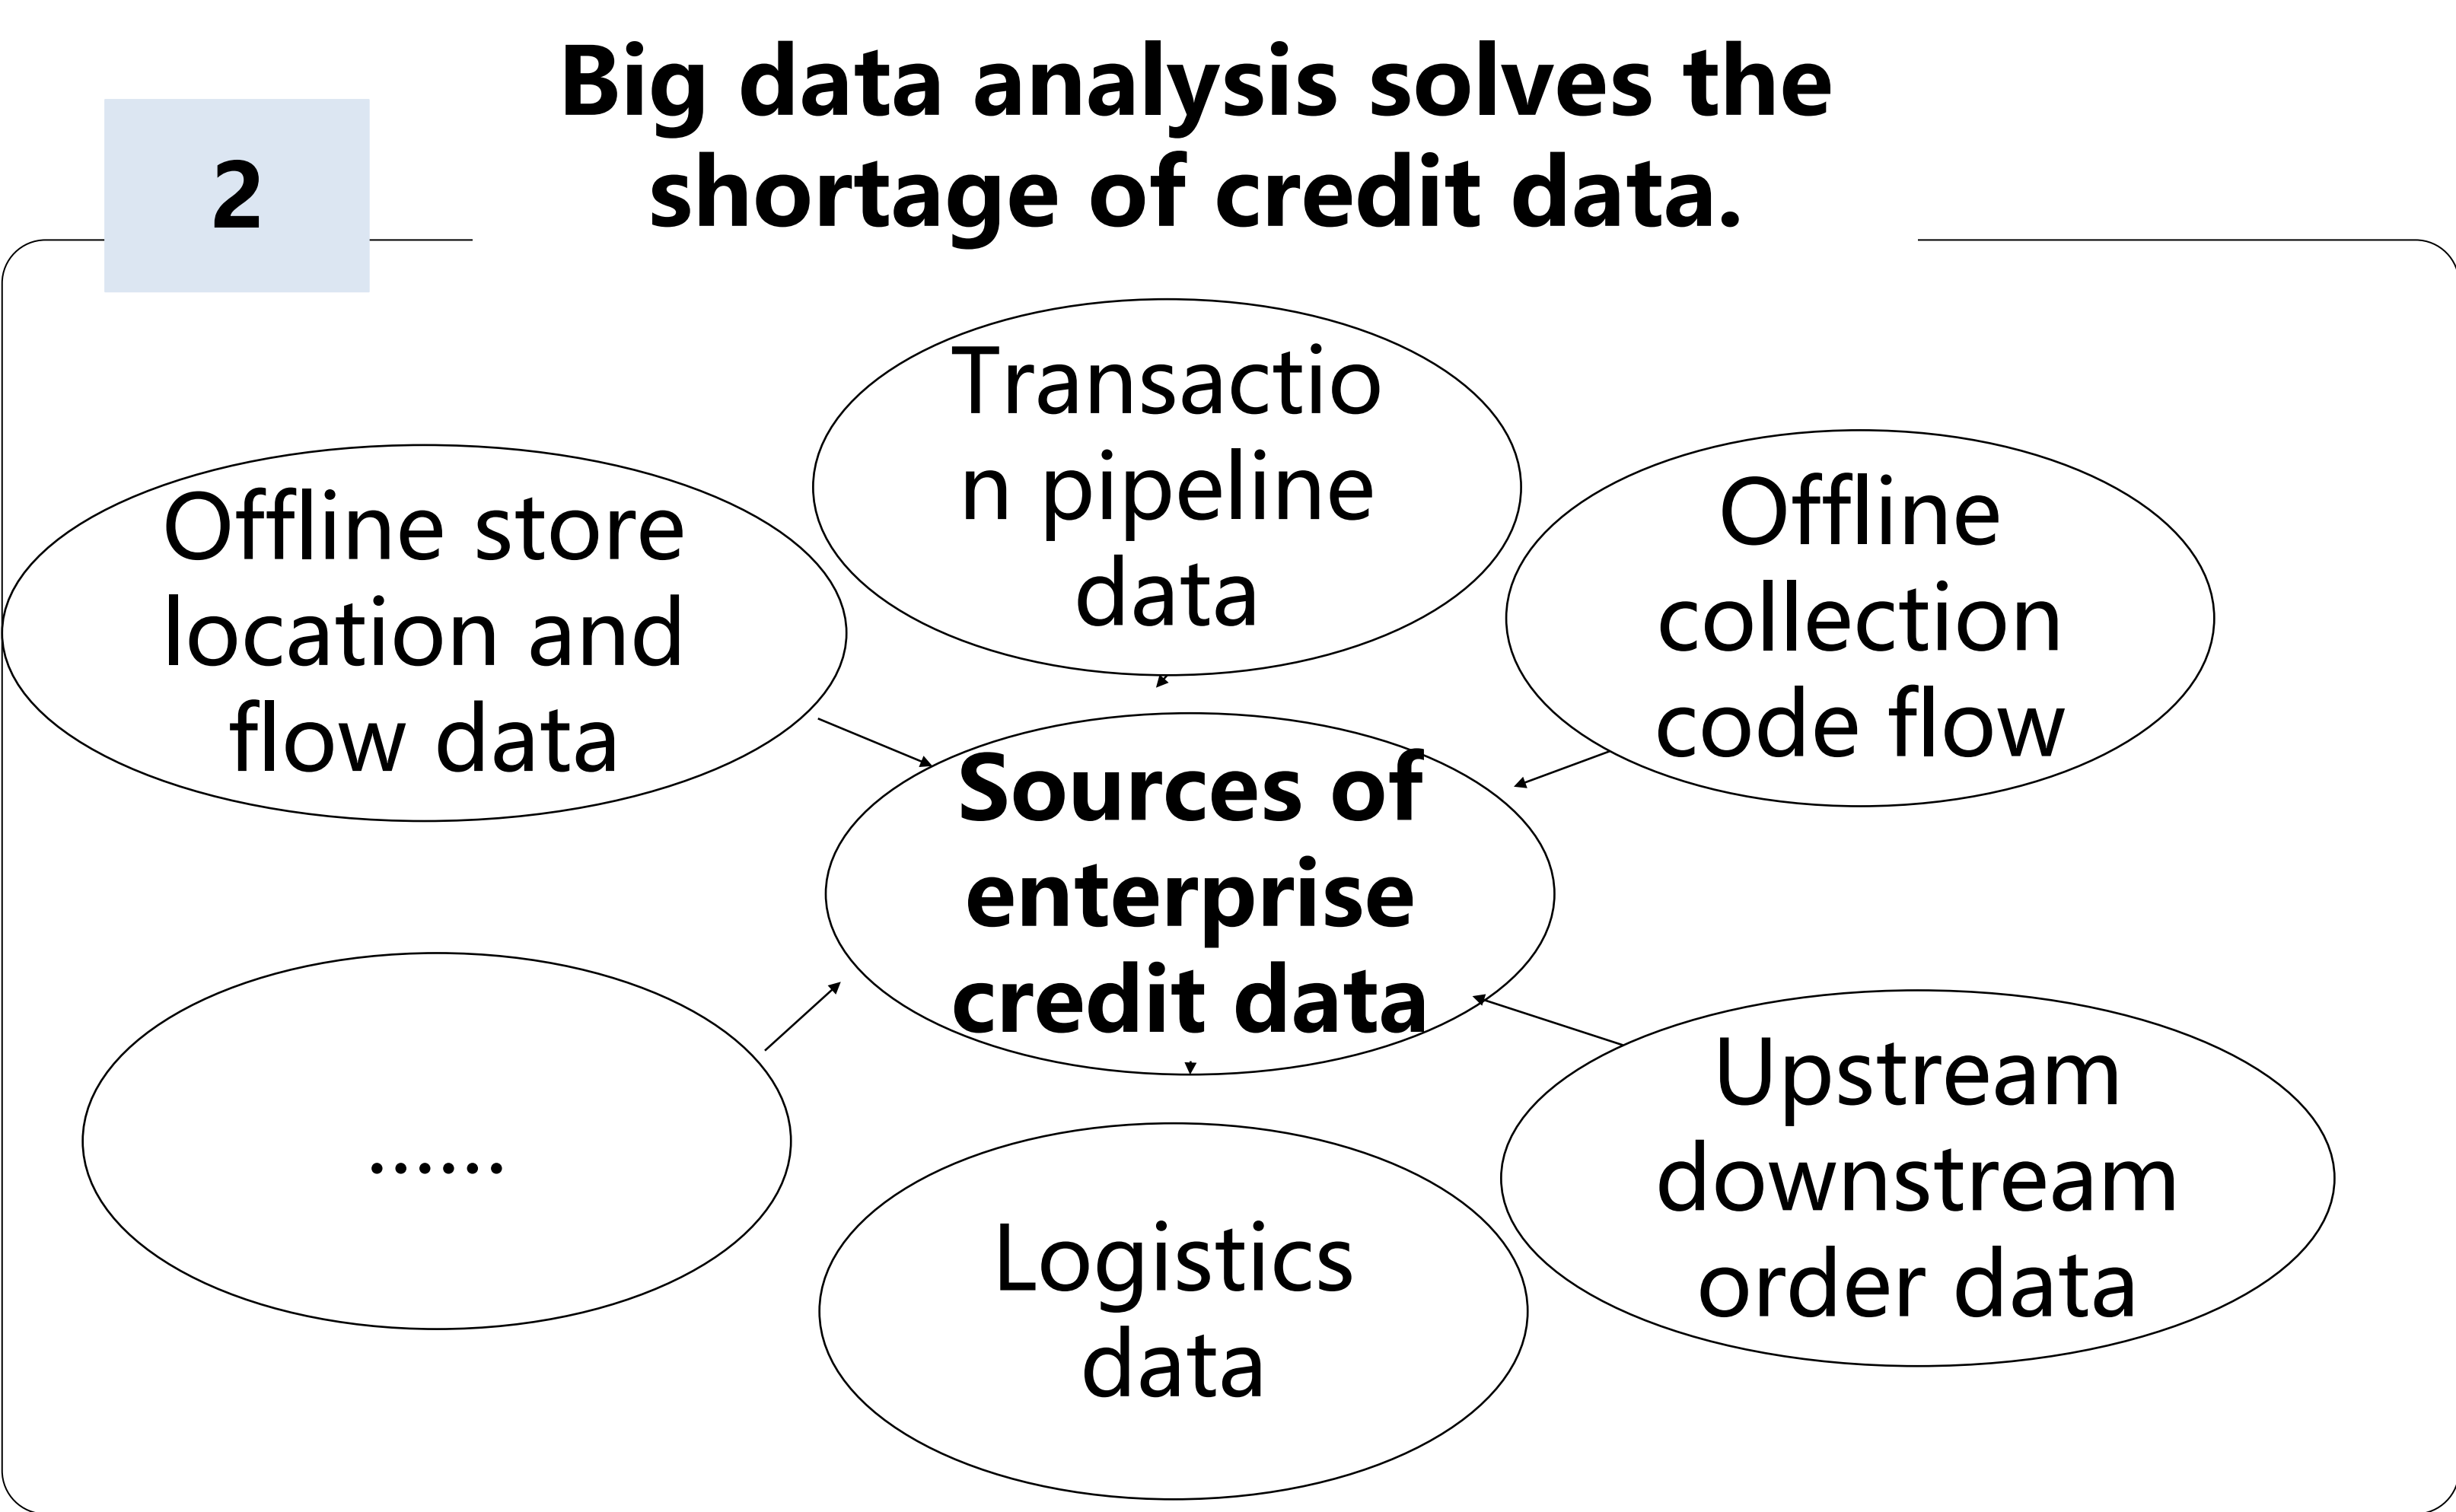 Big data analysis solves the
shortage of credit data.
2
Transactio
n pipeline
data
Offline store
location and
flow data
Offline
collection
code flow
Sources of
enterprise
credit data
......
Upstream
downstream
order data
Logistics
data